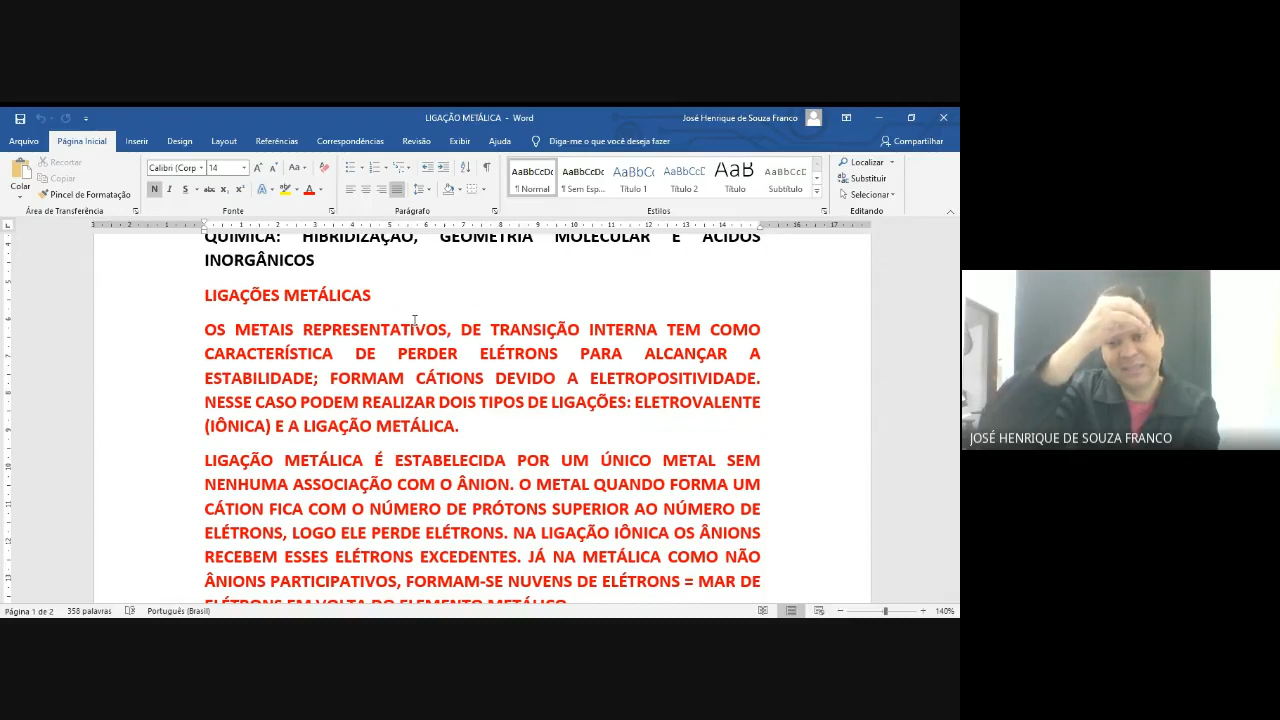 LIGAÇÃO METÁLICA - Word
José Henrique de Souza Franco
Arquivo Página Inicial Inserir Design Layout Referências Correspondências Revisão Exibir Ajuda Diga-me o que você deseja fazer Compartilhar
Colar
Recortar
Copiar
Pincel de Formatação
Área de Transferência
Calibri (Corp 14
Fonte
Parágrafo
AaBbCcDc AaBbCcDc AaBbCc AaBbCcC AaB AaBbCcC
¶ Normal ¶ Sem Esp... Título 1 Título 2 Título Subtítulo
Estilos
Localizar
Substituir
Selecionar
Editando
QUÍMICA: HIBRIDIZAÇÃO, GEOMETRIA MOLECULAR E ÁCIDOS
INORGÂNICOS
LIGAÇÕES METÁLICAS
OS METAIS REPRESENTATIVOS, DE TRANSIÇÃO INTERNA TEM COMO
CARACTERÍSTICA DE PERDER ELÉTRONS PARA ALCANÇAR A
ESTABILIDADE; FORMAM CÁTIONS DEVIDO A ELETROPOSITIVIDADE.
NESSE CASO PODEM REALIZAR DOIS TIPOS DE LIGAÇÕES: ELETROVALENTE
(IÔNICA) E A LIGAÇÃO METÁLICA.
LIGAÇÃO METÁLICA É ESTABELECIDA POR UM ÚNICO METAL SEM
NENHUMA ASSOCIAÇÃO COM O ÂNION. O METAL QUANDO FORMA UM
CÁTION FICA COM O NÚMERO DE PRÓTONS SUPERIOR AO NÚMERO DE
ELÉTRONS, LOGO ELE PERDE ELÉTRONS. NA LIGAÇÃO IÔNICA OS ÂNIONS
RECEBEM ESSES ELÉTRONS EXCEDENTES. JÁ NA METÁLICA COMO NÃO
ÂNIONS PARTICIPATIVOS, FORMAM-SE NUVENS DE ELÉTRONS = MAR DE
ELÉTRONS EM VOLTA DO ELEMENTO METÁLICO.
Página 1 de 2 358 palavras Português (Brasil) 140%
JOSÉ HENRIQUE DE SOUZA FRANCO